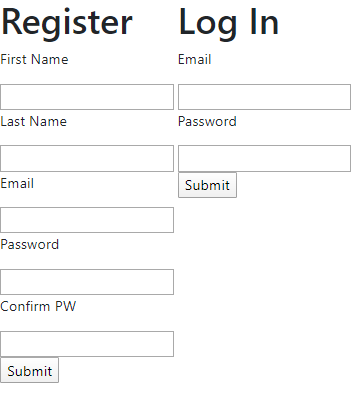 Register
First Name
Last Name
Email
Password
Confirm PW
Submit
Log In
Email
Password
Submit